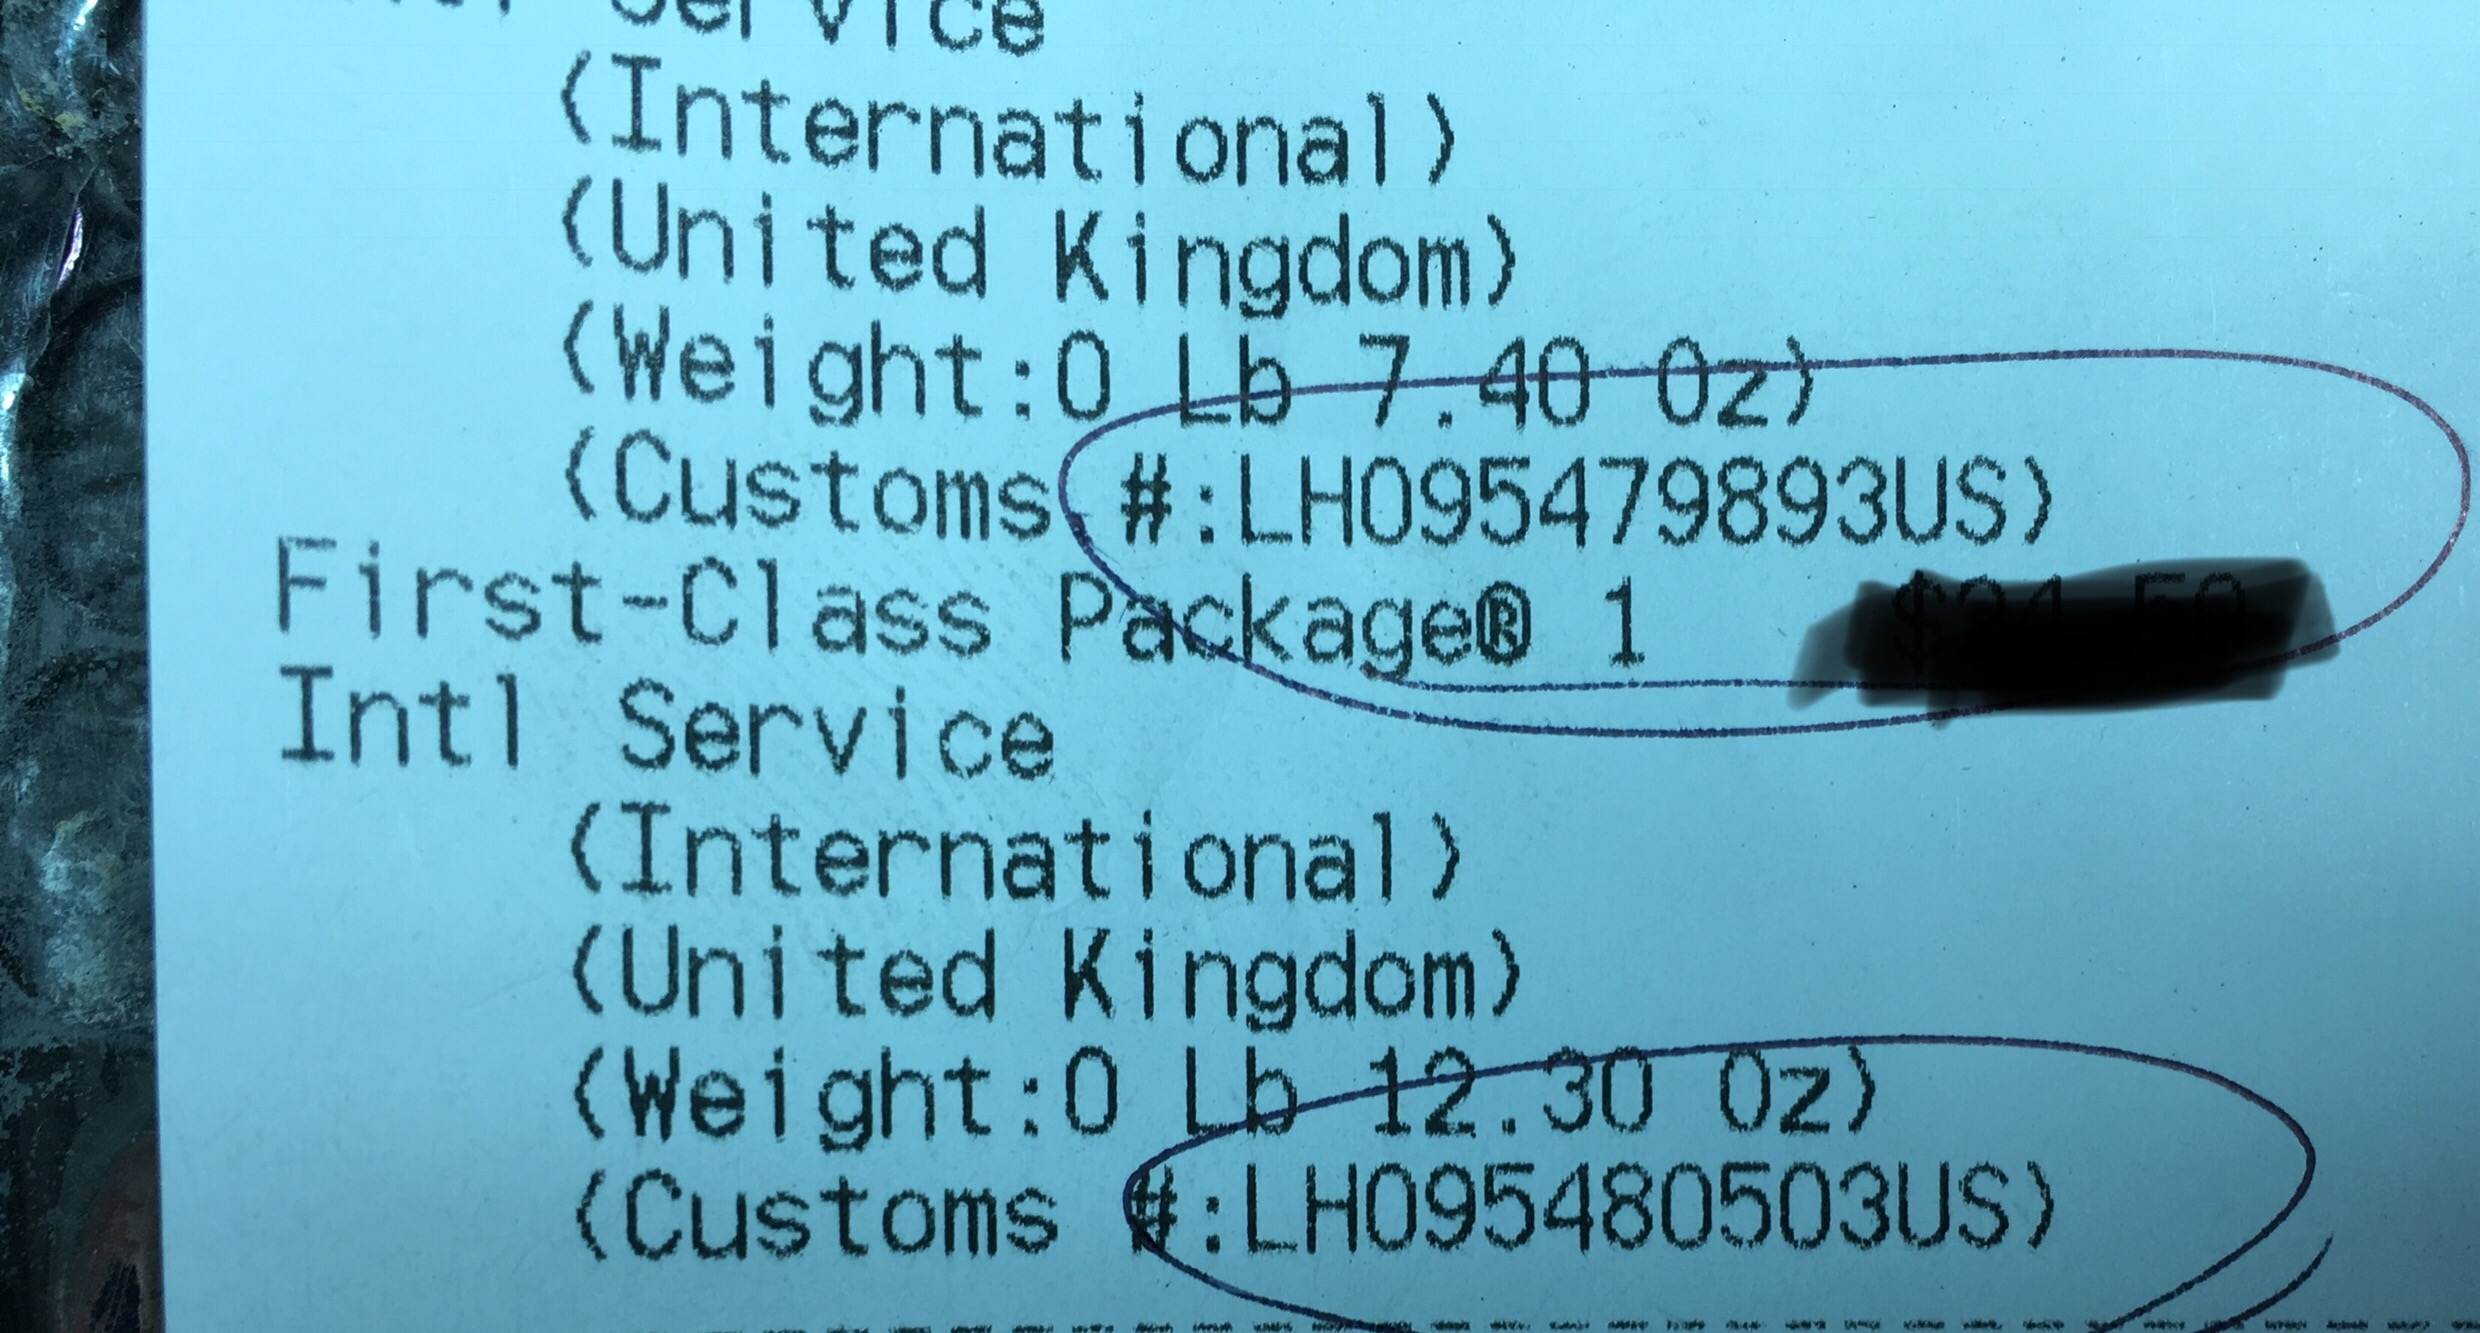 Service
(International)
(United Kingdom)
(Weight:0 Lb 7.40 Oz)
(Customs #:LH095479893US)
First-Class Package® 1
Intl Service
(International)
(United Kingdom)
(Weight:0 Lb 12.30 Oz)
(Customs #:LH095480503US)